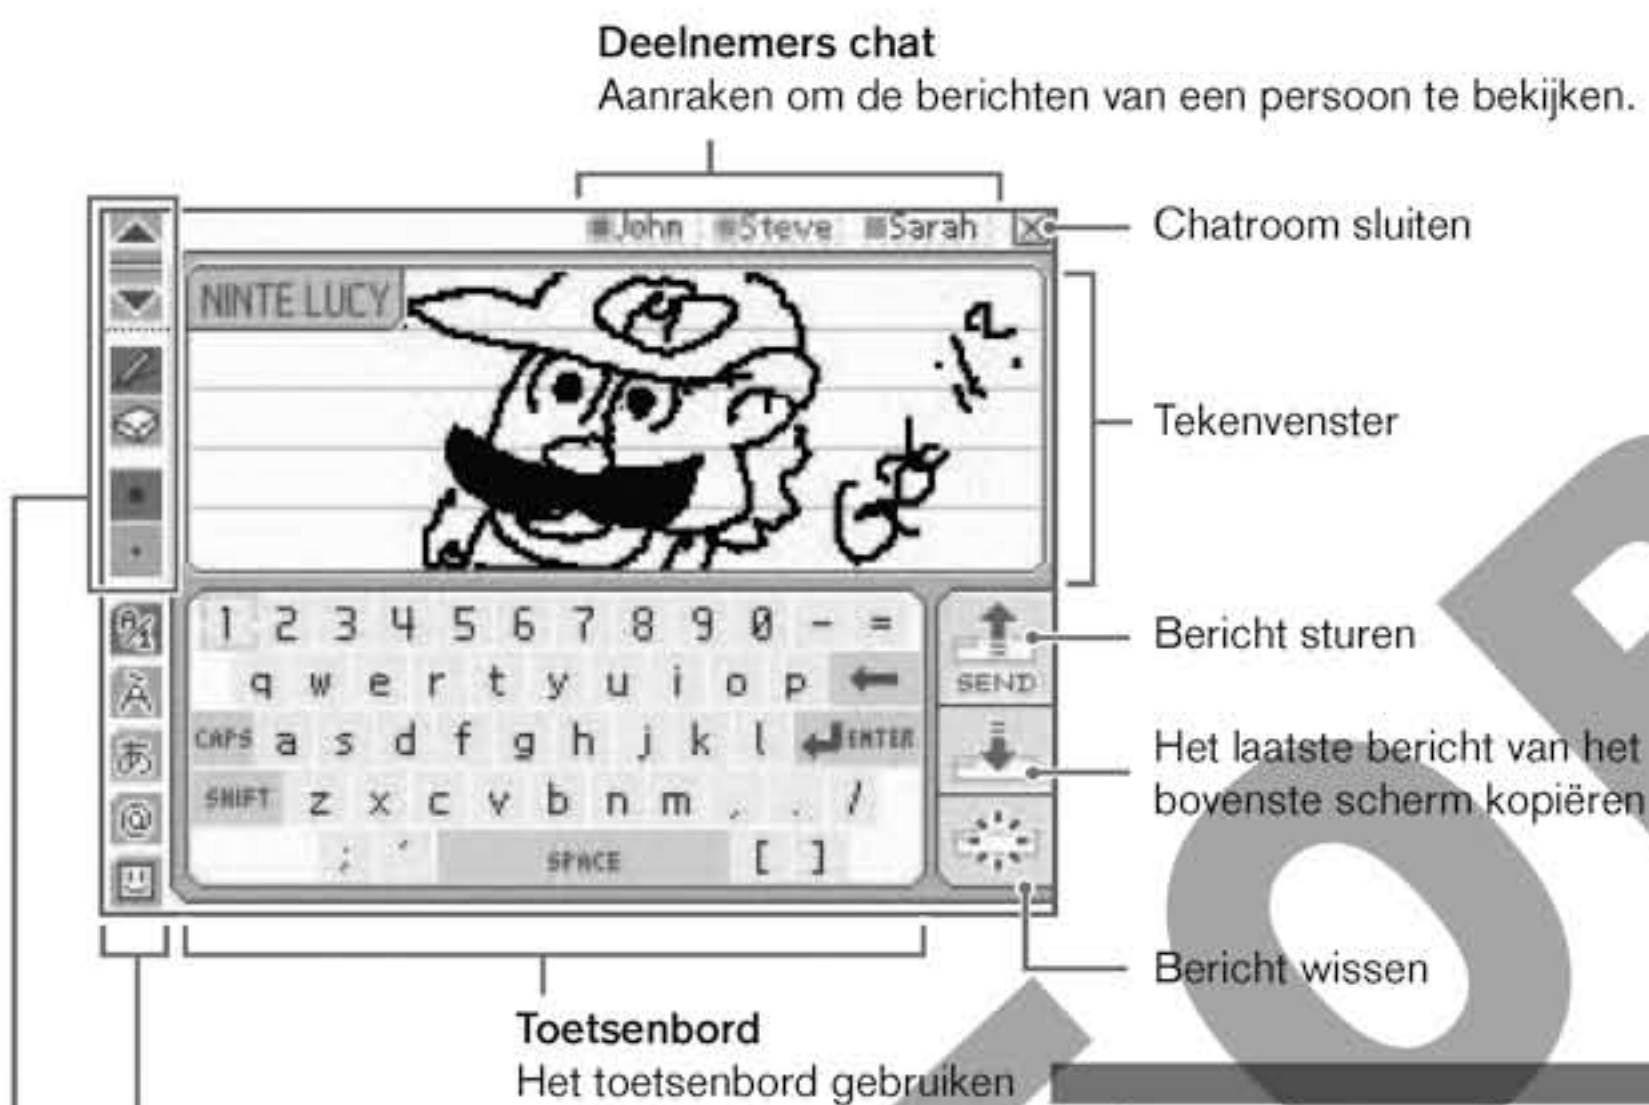 Deelnemers chat
Aanraken om de berichten van een persoon te bekijken.
John Steve Sarah X
Chatroom sluiten
NINTE LUCY
Tekenvenster
1 2 3 4 5 6 7 8 9 0 - =
q w e r t y u i o p
CAPS a s d f g h j k l ENTER
SHIFT z x c v b n m , . /
; ' SPACE [ ]
A/1
À
あ
@
SEND
Bericht sturen
Het laatste bericht van het
bovenste scherm kopiëren
Bericht wissen
Toetsenbord
Het toetsenbord gebruiken